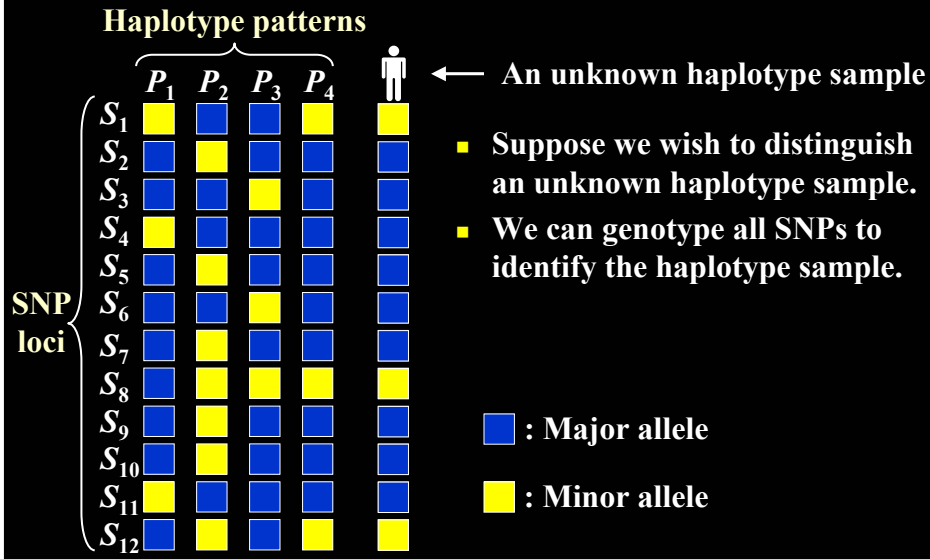 Haplotype patterns
P1 P2 P3 P4
An unknown haplotype sample
S1
S2
S3
S4
S5
S6
S7
S8
S9
S10
S11
S12
SNP
loci
Suppose we wish to distinguish
an unknown haplotype sample.
We can genotype all SNPs to
identify the haplotype sample.
: Major allele
: Minor allele